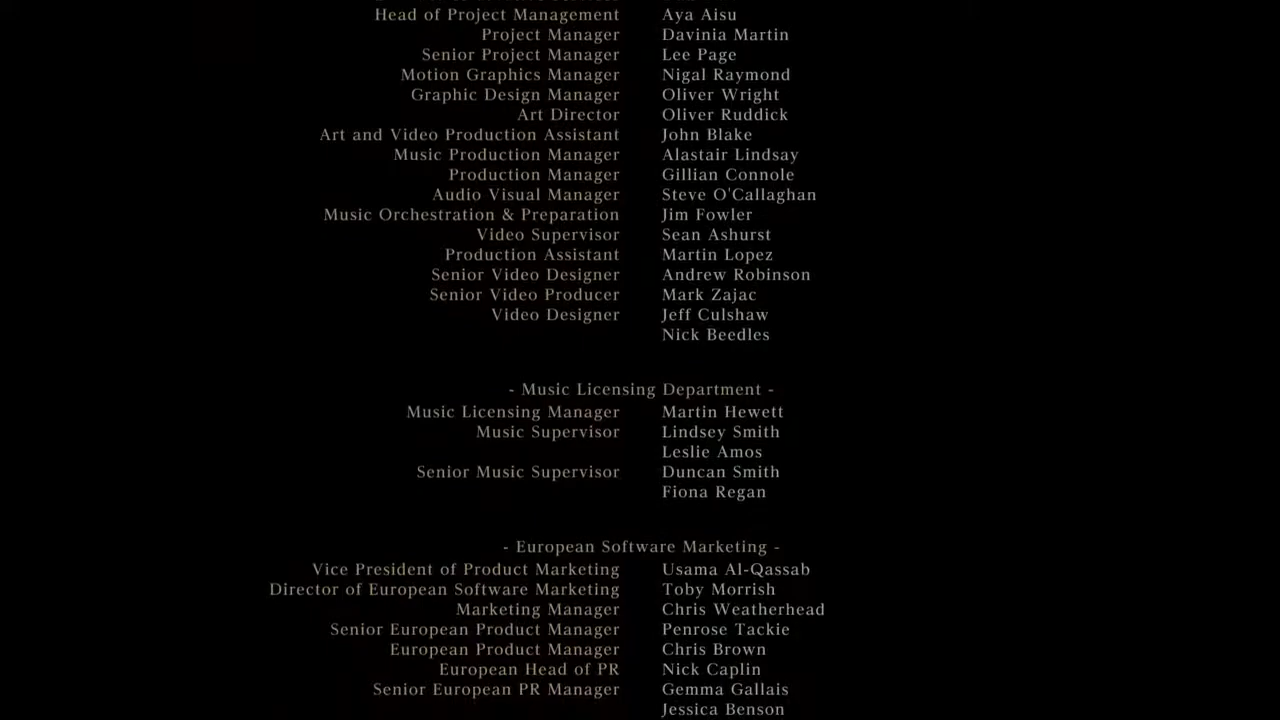 Head of Project Management Aya Aisu
Project Manager Davinia Martin
Senior Project Manager Lee Page
Motion Graphics Manager Nigal Raymond
Graphic Design Manager Oliver Wright
Art Director Oliver Ruddick
Art and Video Production Assistant John Blake
Music Production Manager Alastair Lindsay
Production Manager Gillian Connole
Audio Visual Manager Steve O'Callaghan
Music Orchestration & Preparation Jim Fowler
Video Supervisor Sean Ashurst
Production Assistant Martin Lopez
Senior Video Designer Andrew Robinson
Senior Video Producer Mark Zajac
Video Designer Jeff Culshaw
Nick Beedles
- Music Licensing Department -
Music Licensing Manager Martin Hewett
Music Supervisor Lindsey Smith
Leslie Amos
Senior Music Supervisor Duncan Smith
Fiona Regan
- European Software Marketing -
Vice President of Product Marketing Usama Al-Qassab
Director of European Software Marketing Toby Morrish
Marketing Manager Chris Weatherhead
Senior European Product Manager Penrose Tackie
European Product Manager Chris Brown
European Head of PR Nick Caplin
Senior European PR Manager Gemma Gallais
Jessica Benson